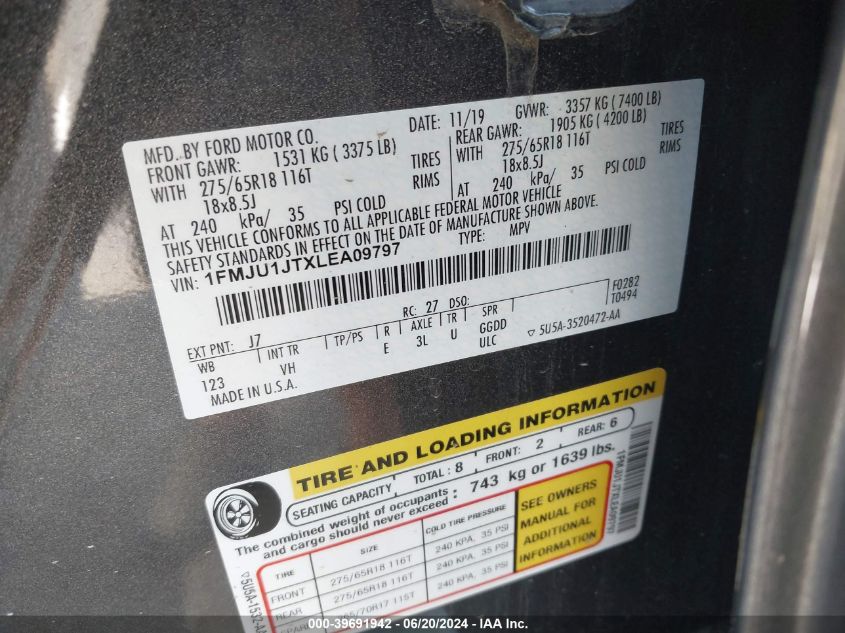 MFD. BY FORD MOTOR CO.
DATE: 11/19 GVWR: 3357 KG ( 7400 LB)
FRONT GAWR: 1531 KG ( 3375 LB) REAR GAWR: 1905 KG ( 4200 LB)
WITH 275/65R18 116T TIRES WITH 275/65R18 116T TIRES
18x8.5J RIMS 18x8.5J RIMS
AT 240 kPa/ 35 PSI COLD AT 240 kPa/ 35 PSI COLD
THIS VEHICLE CONFORMS TO ALL APPLICABLE FEDERAL MOTOR VEHICLE
SAFETY STANDARDS IN EFFECT ON THE DATE OF MANUFACTURE SHOWN ABOVE.
VIN: 1FMJU1JTXLEA09797 TYPE: MPV
F0282
T0494
EXT PNT: J7 RC: 27 DSO:
WB INT TR TP/PS R AXLE TR SPR
123 VH E 3L U GGDD
ULC
MADE IN U.S.A. ▽ 5U5A-3520472-AA
TIRE AND LOADING INFORMATION
SEATING CAPACITY TOTAL : 8 FRONT: 2 REAR: 6
The combined weight of occupants and cargo should never exceed : 743 kg or 1639 lbs.
TIRE SIZE COLD TIRE PRESSURE
FRONT 275/65R18 116T 240 KPA, 35 PSI
REAR 275/65R18 116T 240 KPA, 35 PSI
/70R17 115T 240 KPA, 35 PSI
SEE OWNERS
MANUAL FOR
ADDITIONAL
INFORMATION
1FMJU1JTXLEA09797
▽ 5U5A-1532-A
000-39691942 - 06/20/2024 - IAA Inc.